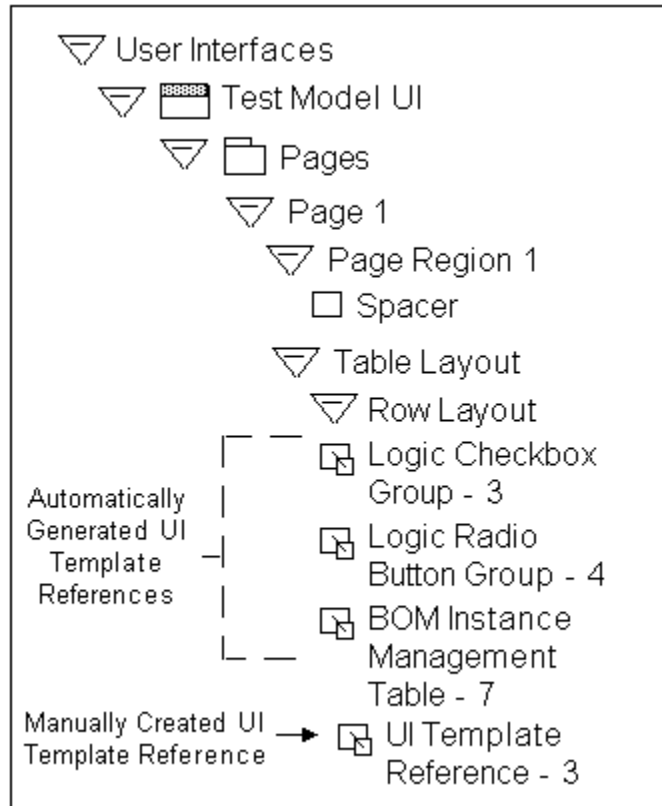 User Interfaces
Test Model UI
Pages
Page 1
Page Region 1
Spacer
Table Layout
Row Layout
Logic Checkbox
Group - 3
Logic Radio
Button Group - 4
BOM Instance
Management
Table - 7
Automatically
Generated UI
Template
References
Manually Created UI
Template Reference
UI Template
Reference - 3